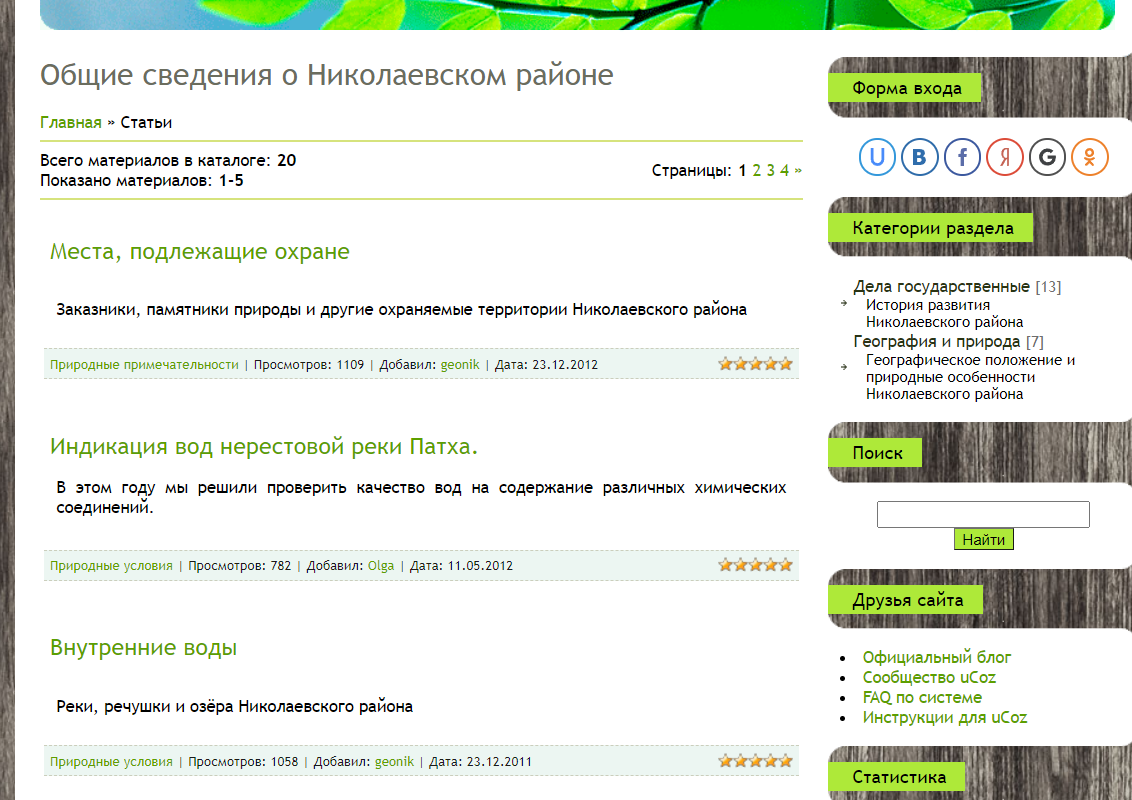 Общие сведения о Николаевском районе
Главная » Статьи
Всего материалов в каталоге: 20
Показано материалов: 1-5
Страницы: 1 2 3 4 »
Места, подлежащие охране
Заказники, памятники природы и другие охраняемые территории Николаевского района
Природные примечательности | Просмотров: 1109 | Добавил: geonik | Дата: 23.12.2012
Индикация вод нерестовой реки Патха.
В этом году мы решили проверить качество вод на содержание различных химических
соединений.
Природные условия | Просмотров: 782 | Добавил: Olga | Дата: 11.05.2012
Внутренние воды
Реки, речушки и озёра Николаевского района
Природные условия | Просмотров: 1058 | Добавил: geonik | Дата: 23.12.2011
Форма входа
U В f Я G
Категории раздела
Дела государственные [13]
История развития
Николаевского района
География и природа [7]
Географическое положение и
природные особенности
Николаевского района
Поиск
Найти
Друзья сайта
Официальный блог
Сообщество uCoz
FAQ по системе
Инструкции для uCoz
Статистика